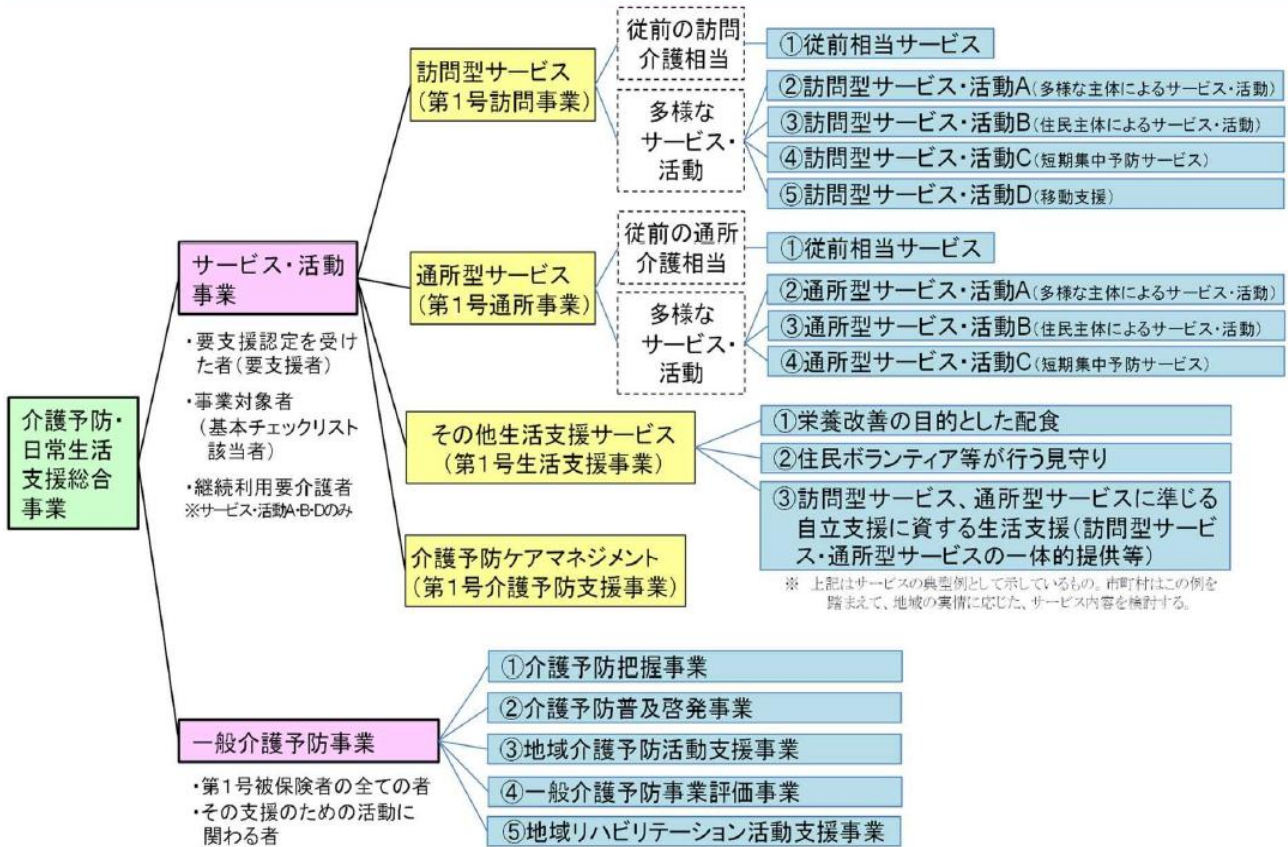 介護予防・
日常生活
支援総合
事業
サービス・活動
事業
・要支援認定を受け
た者(要支援者)
・事業対象者
(基本チェックリスト
該当者)
・継続利用要介護者
※サービス・活動A・B・Dのみ
訪問型サービス
(第1号訪問事業)
従前の訪問
介護相当
①従前相当サービス
多様な
サービス・
活動
②訪問型サービス・活動A(多様な主体によるサービス・活動)
③訪問型サービス・活動B(住民主体によるサービス・活動)
④訪問型サービス・活動C(短期集中予防サービス)
⑤訪問型サービス・活動D(移動支援)
通所型サービス
(第1号通所事業)
従前の通所
介護相当
①従前相当サービス
多様な
サービス・
活動
②通所型サービス・活動A(多様な主体によるサービス・活動)
③通所型サービス・活動B(住民主体によるサービス・活動)
④通所型サービス・活動C(短期集中予防サービス)
その他生活支援サービス
(第1号生活支援事業)
①栄養改善の目的とした配食
②住民ボランティア等が行う見守り
③訪問型サービス、通所型サービスに準じる
自立支援に資する生活支援(訪問型サービ
ス・通所型サービスの一体的提供等)
※ 上記はサービスの典型例として示しているもの。市町村はこの例を
踏まえて、地域の実情に応じた、サービス内容を検討する。
介護予防ケアマネジメント
(第1号介護予防支援事業)
一般介護予防事業
・第1号被保険者の全ての者
・その支援のための活動に
関わる者
①介護予防把握事業
②介護予防普及啓発事業
③地域介護予防活動支援事業
④一般介護予防事業評価事業
⑤地域リハビリテーション活動支援事業